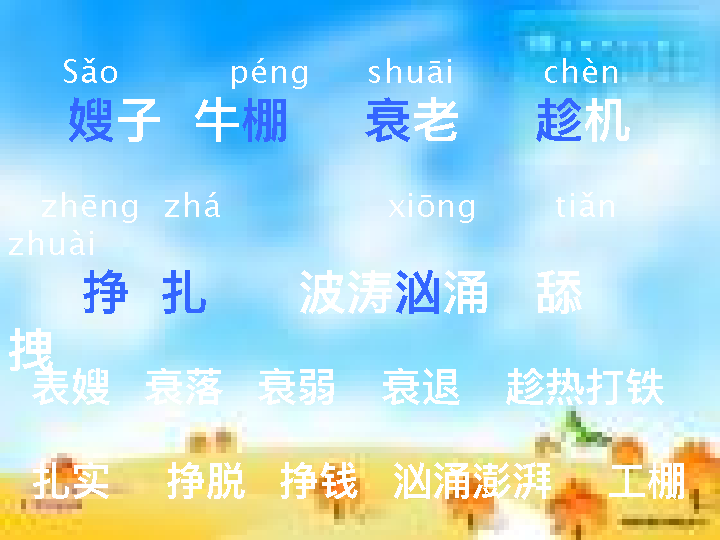 Sǎo péng shuāi chèn
嫂子 牛棚 衰老 趁机
zhēng zhá xiōng tiǎn
zhuài
挣 扎 波涛汹涌 舔
拽
表嫂 衰落 衰弱 衰退 趁热打铁
扎实 挣脱 挣钱 汹涌澎湃 工棚